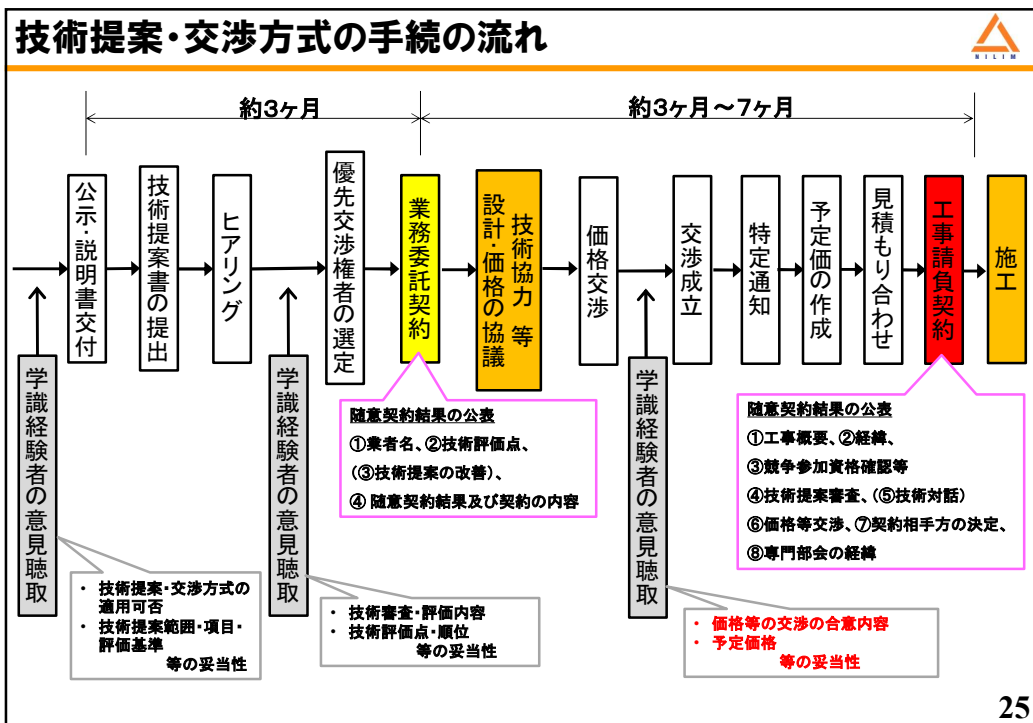 技術提案・交渉方式の手続の流れ
NILIM
約3ヶ月
約3ヶ月～7ヶ月
公示・説明書交付
技術提案書の提出
ヒアリング
優先交渉権者の選定
業務委託契約
技術協力 等
設計・価格の協議
価格交渉
交渉成立
特定通知
予定価の作成
見積もり合わせ
工事請負契約
施工
学識経験者の意見聴取
学識経験者の意見聴取
学識経験者の意見聴取
随意契約結果の公表
①業者名、②技術評価点、
(③技術提案の改善)、
④ 随意契約結果及び契約の内容
随意契約結果の公表
①工事概要、②経緯、
③競争参加資格確認等
④技術提案審査、(⑤技術対話)
⑥価格等交渉、⑦契約相手方の決定、
⑧専門部会の経緯
・ 技術提案・交渉方式の
適用可否
・ 技術提案範囲・項目・
評価基準
等の妥当性
・ 技術審査・評価内容
・ 技術評価点・順位
等の妥当性
・ 価格等の交渉の合意内容
・ 予定価格
等の妥当性
25